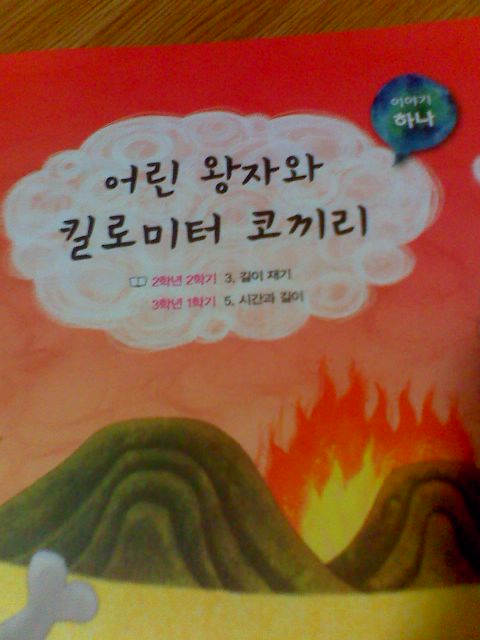 이야기
하나
어린 왕자와
킬로미터 코끼리
2학년 2학기 3. 길이 재기
3학년 1학기 5. 시간과 길이